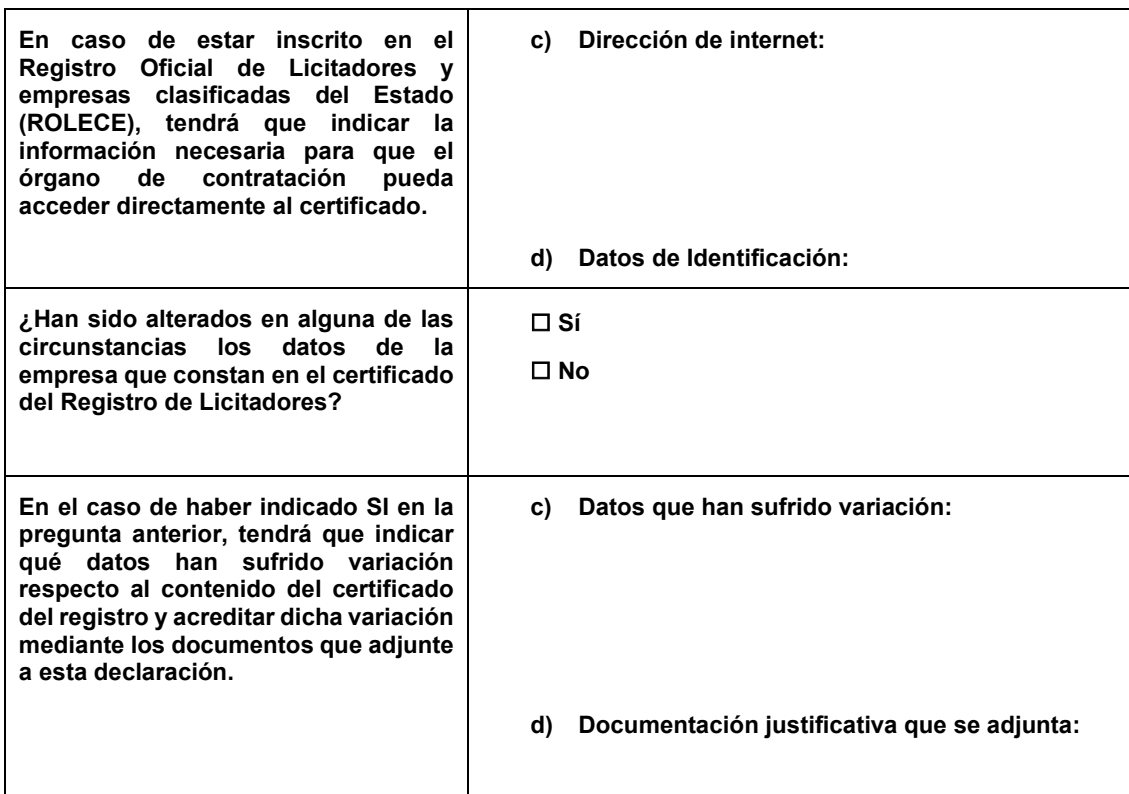 En caso de estar inscrito en el
Registro Oficial de Licitadores y
empresas clasificadas del Estado
(ROLECE), tendrá que indicar la
información necesaria para que el
órgano de contratación pueda
acceder directamente al certificado.
c) Dirección de internet:
d) Datos de Identificación:
¿Han sido alterados en alguna de las
circunstancias los datos de la
empresa que constan en el certificado
del Registro de Licitadores?
☐ Sí
☐ No
En el caso de haber indicado SI en la
pregunta anterior, tendrá que indicar
qué datos han sufrido variación
respecto al contenido del certificado
del registro y acreditar dicha variación
mediante los documentos que adjunte
a esta declaración.
c) Datos que han sufrido variación:
d) Documentación justificativa que se adjunta: